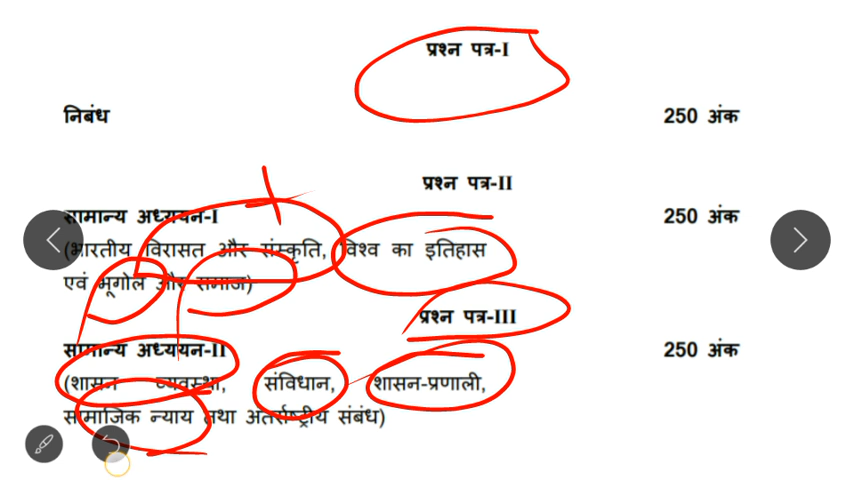 प्रश्न पत्र-I
निबंध 250 अंक
प्रश्न पत्र-II
सामान्य अध्ययन-I 250 अंक
(भारतीय विरासत और संस्कृति, विश्व का इतिहास
एवं भूगोल और समाज)
प्रश्न पत्र-III
सामान्य अध्ययन-II 250 अंक
(शासन व्यवस्था, संविधान, शासन-प्रणाली,
सामाजिक न्याय तथा अंतर्राष्ट्रीय संबंध)